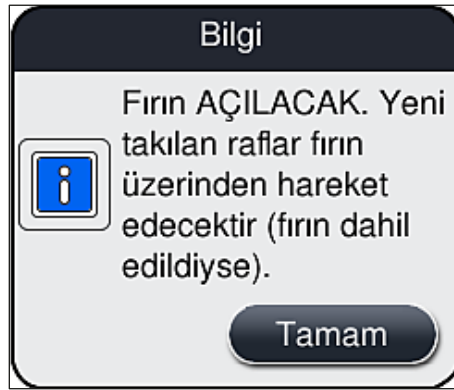 Bilgi
Fırın AÇILACAK. Yeni
takılan raflar fırın
üzerinden hareket
edecektir (fırın dahil
edildiyse).
Tamam